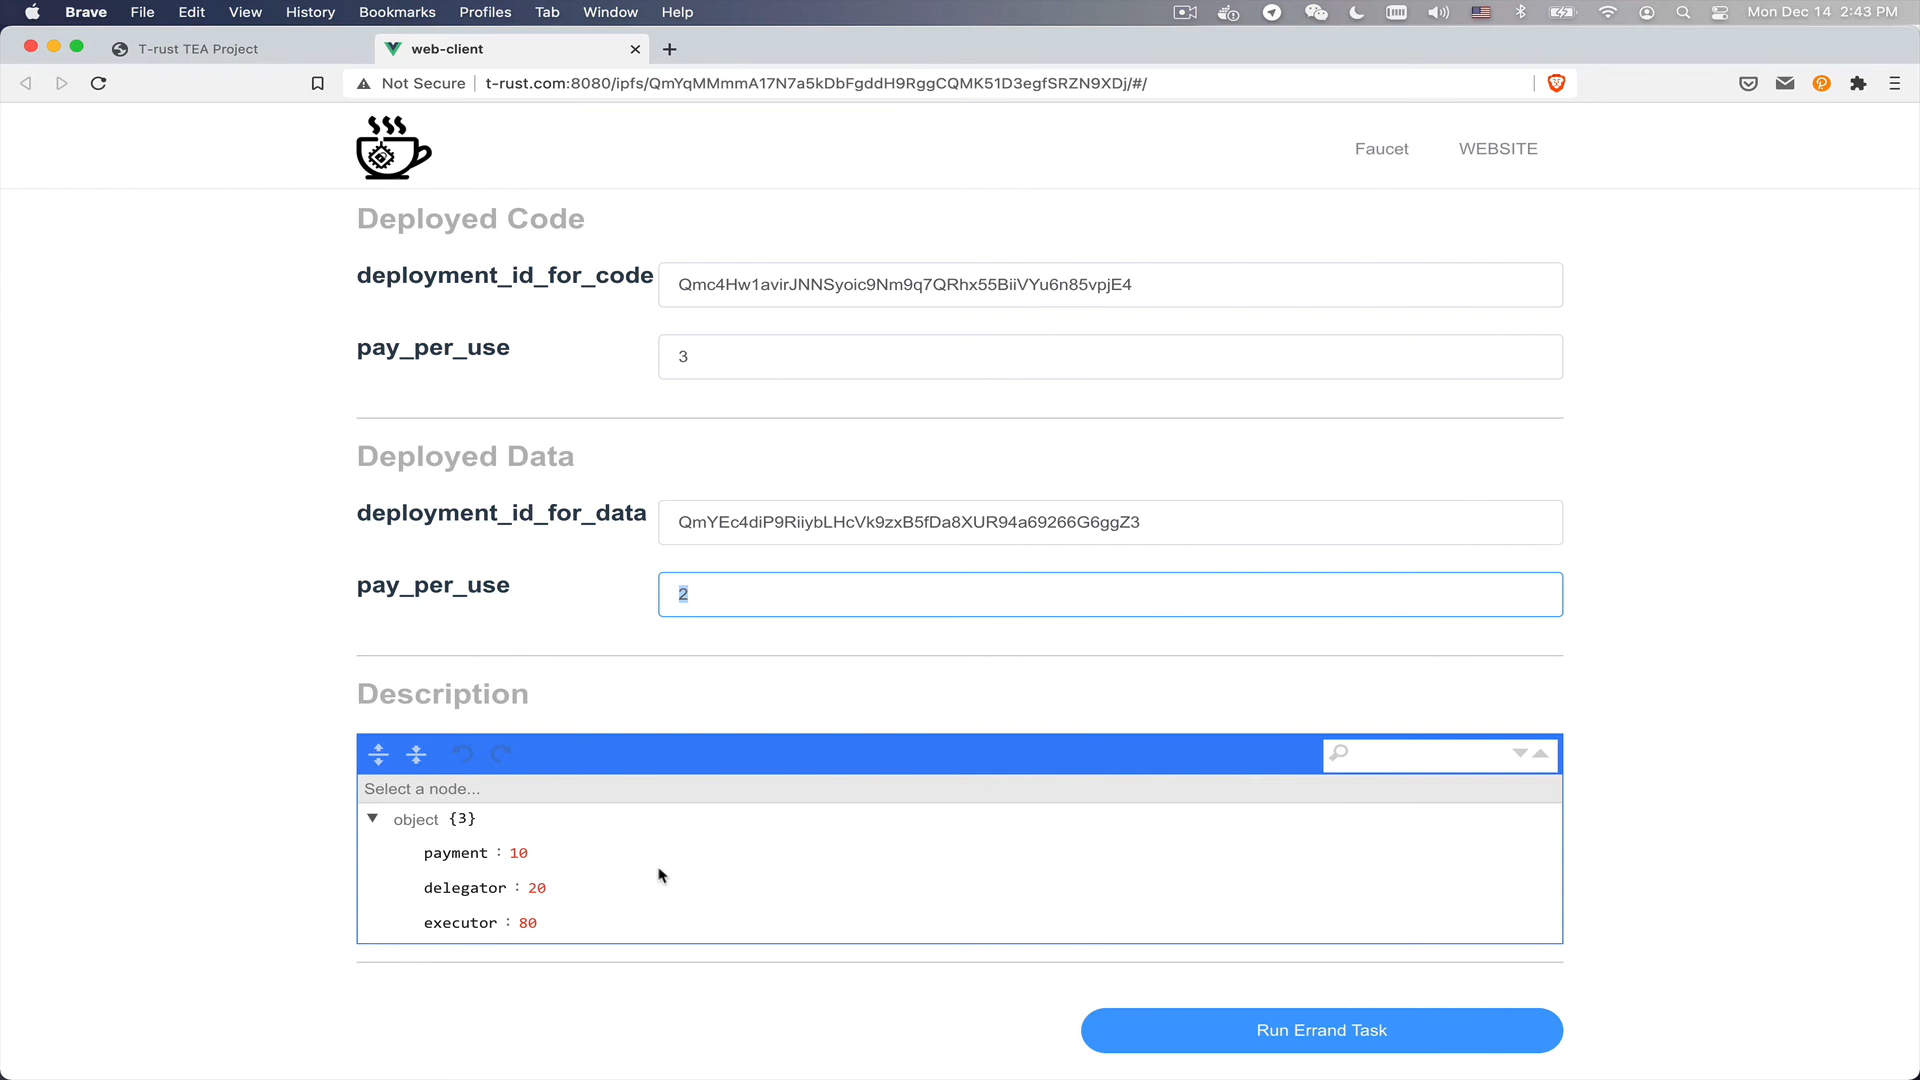 Brave File Edit View History Bookmarks Profiles Tab Window Help Mon Dec 14 2:43 PM
T-rust TEA Project web-client
Not Secure t-rust.com:8080/ipfs/QmYqMMmmA17N7a5kDbFgddH9RggCQMK51D3egfSRZN9XDj/#/
Faucet WEBSITE
Deployed Code
deployment_id_for_code Qmc4Hw1avirJNNSyoic9Nm9q7QRhx55BiiVYu6n85vpjE4
pay_per_use 3
Deployed Data
deployment_id_for_data QmYEc4diP9RiiybLHcVk9zxB5fDa8XUR94a69266G6ggZ3
pay_per_use 2
Description
Select a node...
object {3}
payment : 10
delegator : 20
executor : 80
Run Errand Task